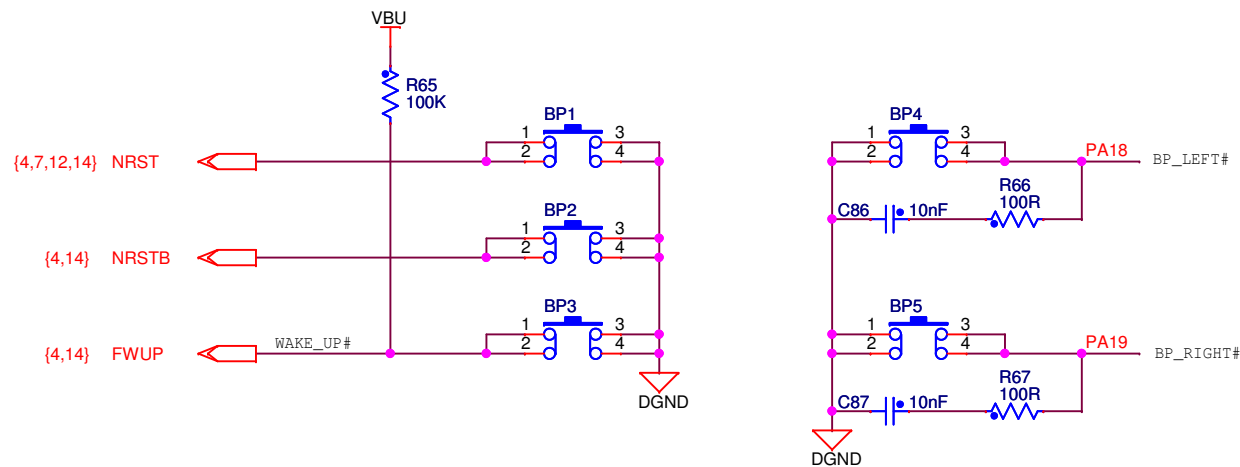 VBU
R65
100K
BP1
1
2
3
4
{4,7,12,14} NRST
BP2
1
2
3
4
{4,14} NRSTB
BP3
1
2
3
4
{4,14} FWUP
WAKE_UP#
DGND
BP4
1
2
3
4
PA18
BP_LEFT#
C86
10nF
R66
100R
BP5
1
2
3
4
PA19
BP_RIGHT#
C87
10nF
R67
100R
DGND